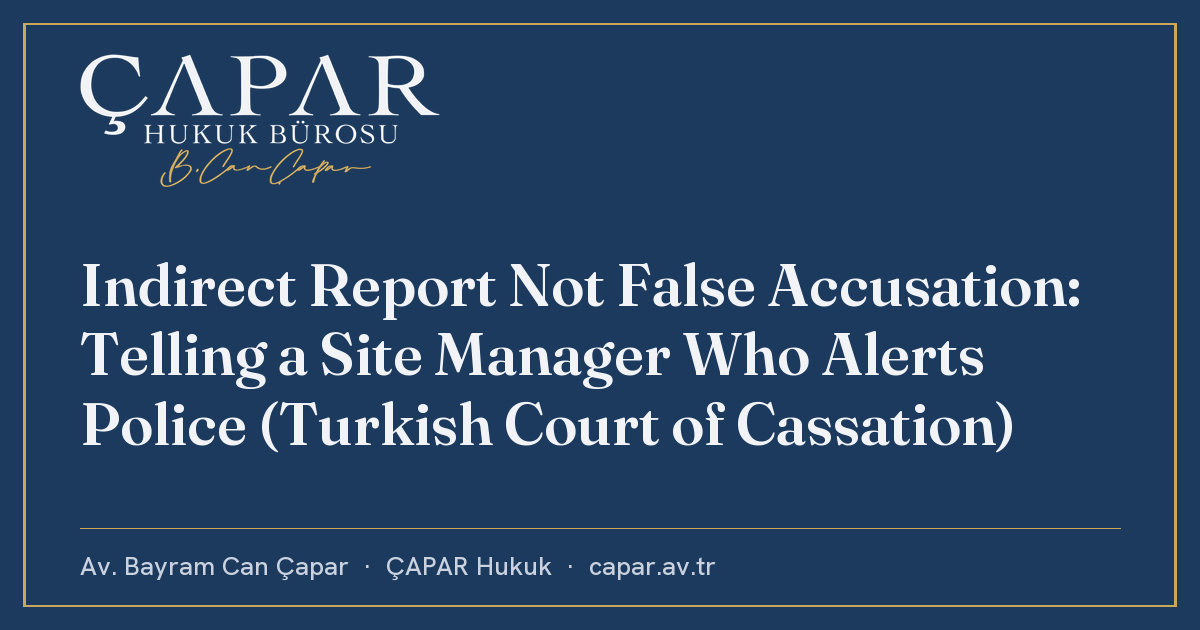 ÇAPAR
HUKUK BÜROSU
B.Can Çapar
Indirect Report Not False Accusation:
Telling a Site Manager Who Alerts
Police (Turkish Court of Cassation)
Av. Bayram Can Çapar · ÇAPAR Hukuk · capar.av.tr